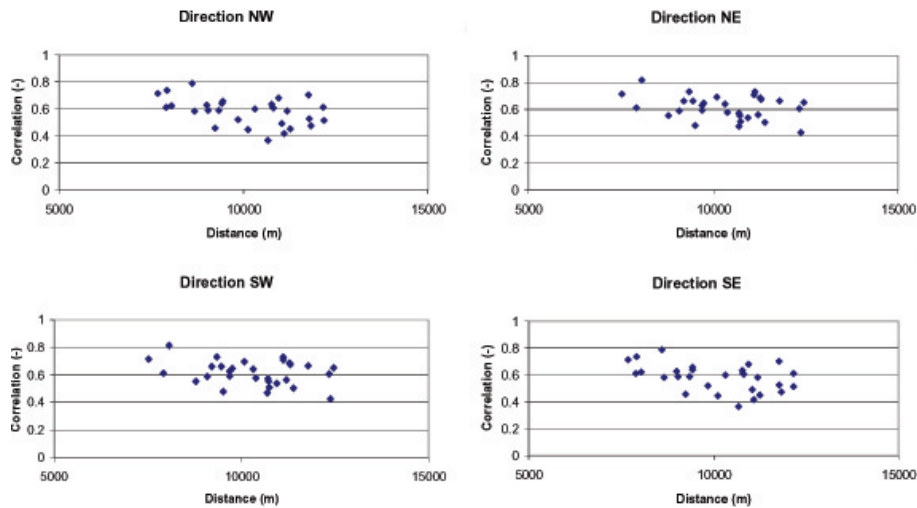 Direction NW
1
0.8
0.6
0.4
0.2
0
Correlation (-)
5000 10000 15000
Distance (m)
Direction NE
1
0.8
0.6
0.4
0.2
0
Correlation (-)
5000 10000 15000
Distance (m)
Direction SW
1
0.8
0.6
0.4
0.2
0
Correlation (-)
5000 10000 15000
Distance (m)
Direction SE
1
0.8
0.6
0.4
0.2
0
Correlation (-)
5000 10000 15000
Distance (m)